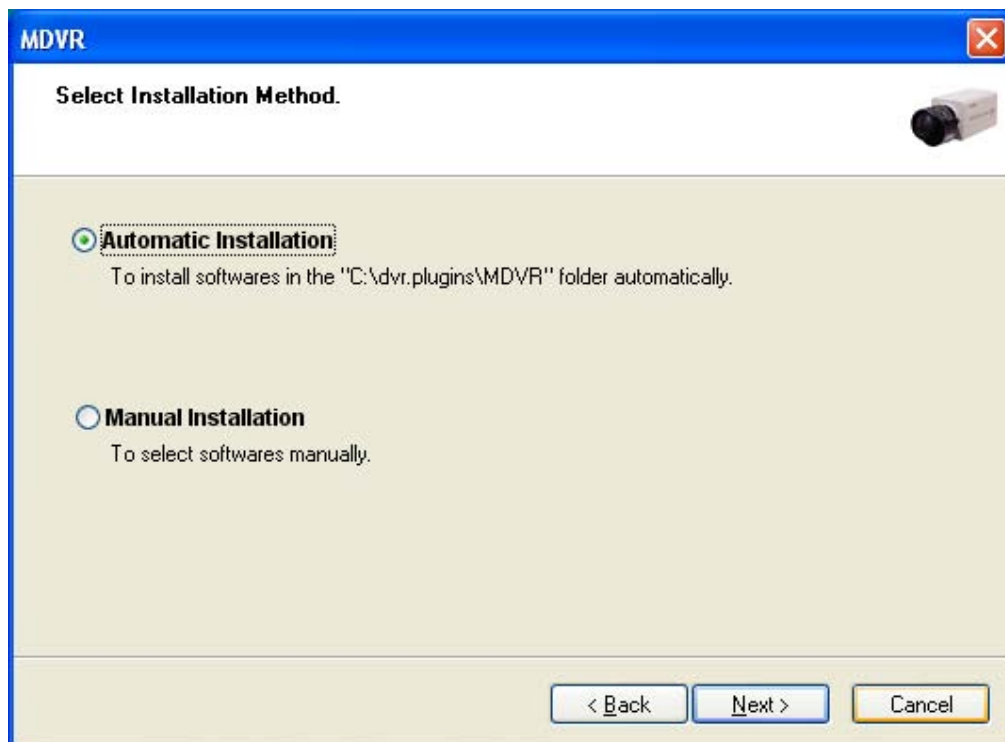 MDVR
Select Installation Method.
Automatic Installation
To install softwares in the "C:\dvr.plugins\MDVR" folder automatically.
Manual Installation
To select softwares manually.
< Back
Next >
Cancel